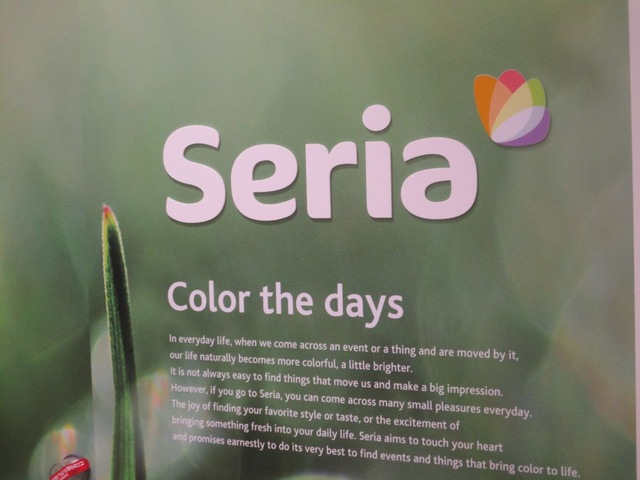 Seria
Color the days
In everyday life, when we come across an event or a thing and are moved by it,
our life naturally becomes more colorful, a little brighter.
It is not always easy to find things that move us and make a big impression.
However, if you go to Seria, you can come across many small pleasures everyday.
The joy of finding your favorite style or taste, or the excitement of
bringing something fresh into your daily life. Seria aims to touch your heart
and promises earnestly to do its very best to find events and things that bring color to life.